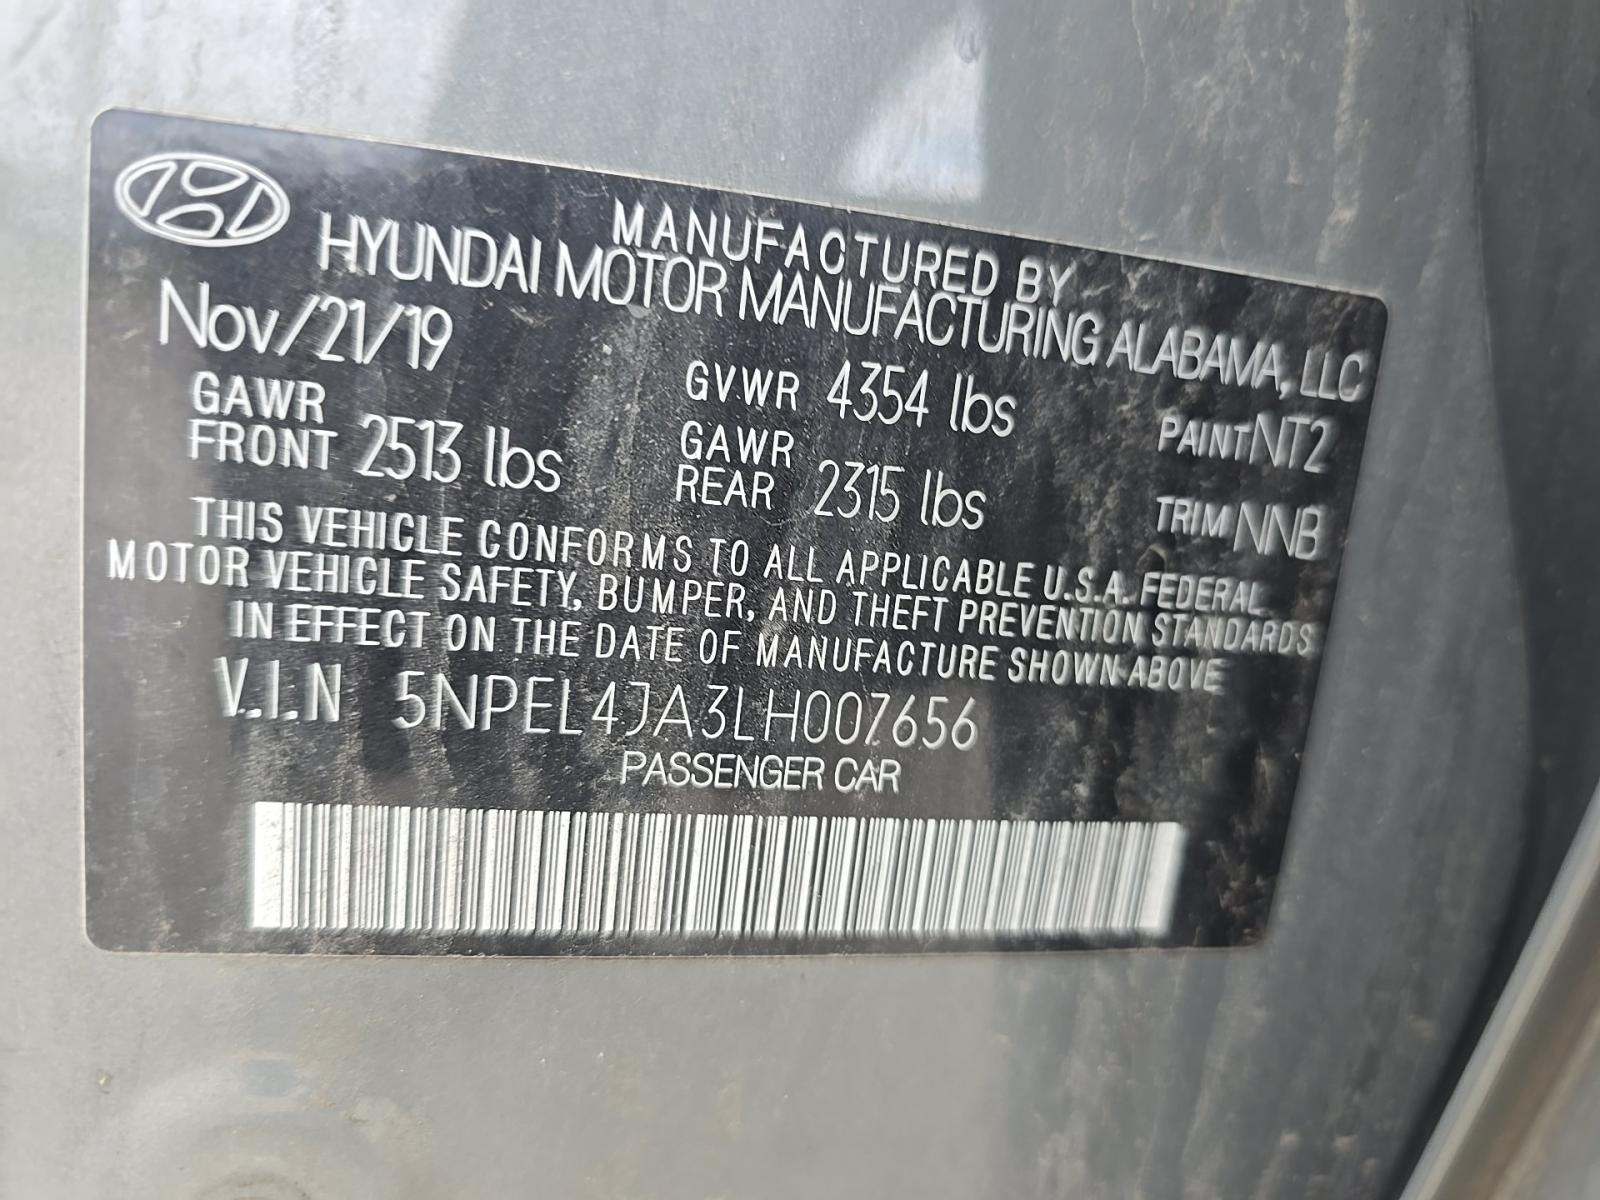 MANUFACTURED BY
HYUNDAI MOTOR MANUFACTURING ALABAMA, LLC
Nov/21/19 GVWR 4354 lbs PAINT NT2
GAWR FRONT 2513 lbs GAWR REAR 2315 lbs TRIM NNB
THIS VEHICLE CONFORMS TO ALL APPLICABLE U.S.A. FEDERAL
MOTOR VEHICLE SAFETY, BUMPER, AND THEFT PREVENTION STANDARDS
IN EFFECT ON THE DATE OF MANUFACTURE SHOWN ABOVE
V.I.N 5NPEL4JA3LH007656
PASSENGER CAR